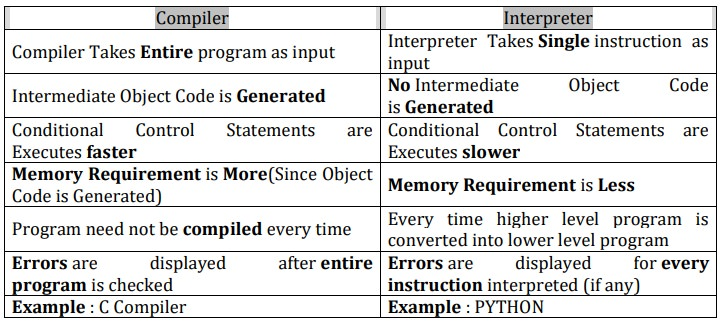 Compiler
Interpreter
Compiler Takes Entire program as input
Interpreter Takes Single instruction as
input
Intermediate Object Code is Generated
No Intermediate Object Code
is Generated
Conditional Control Statements are
Executes faster
Conditional Control Statements are
Executes slower
Memory Requirement is More(Since Object
Code is Generated)
Memory Requirement is Less
Program need not be compiled every time
Every time higher level program is
converted into lower level program
Errors are displayed after entire
program is checked
Errors are displayed for every
instruction interpreted (if any)
Example : C Compiler
Example : PYTHON